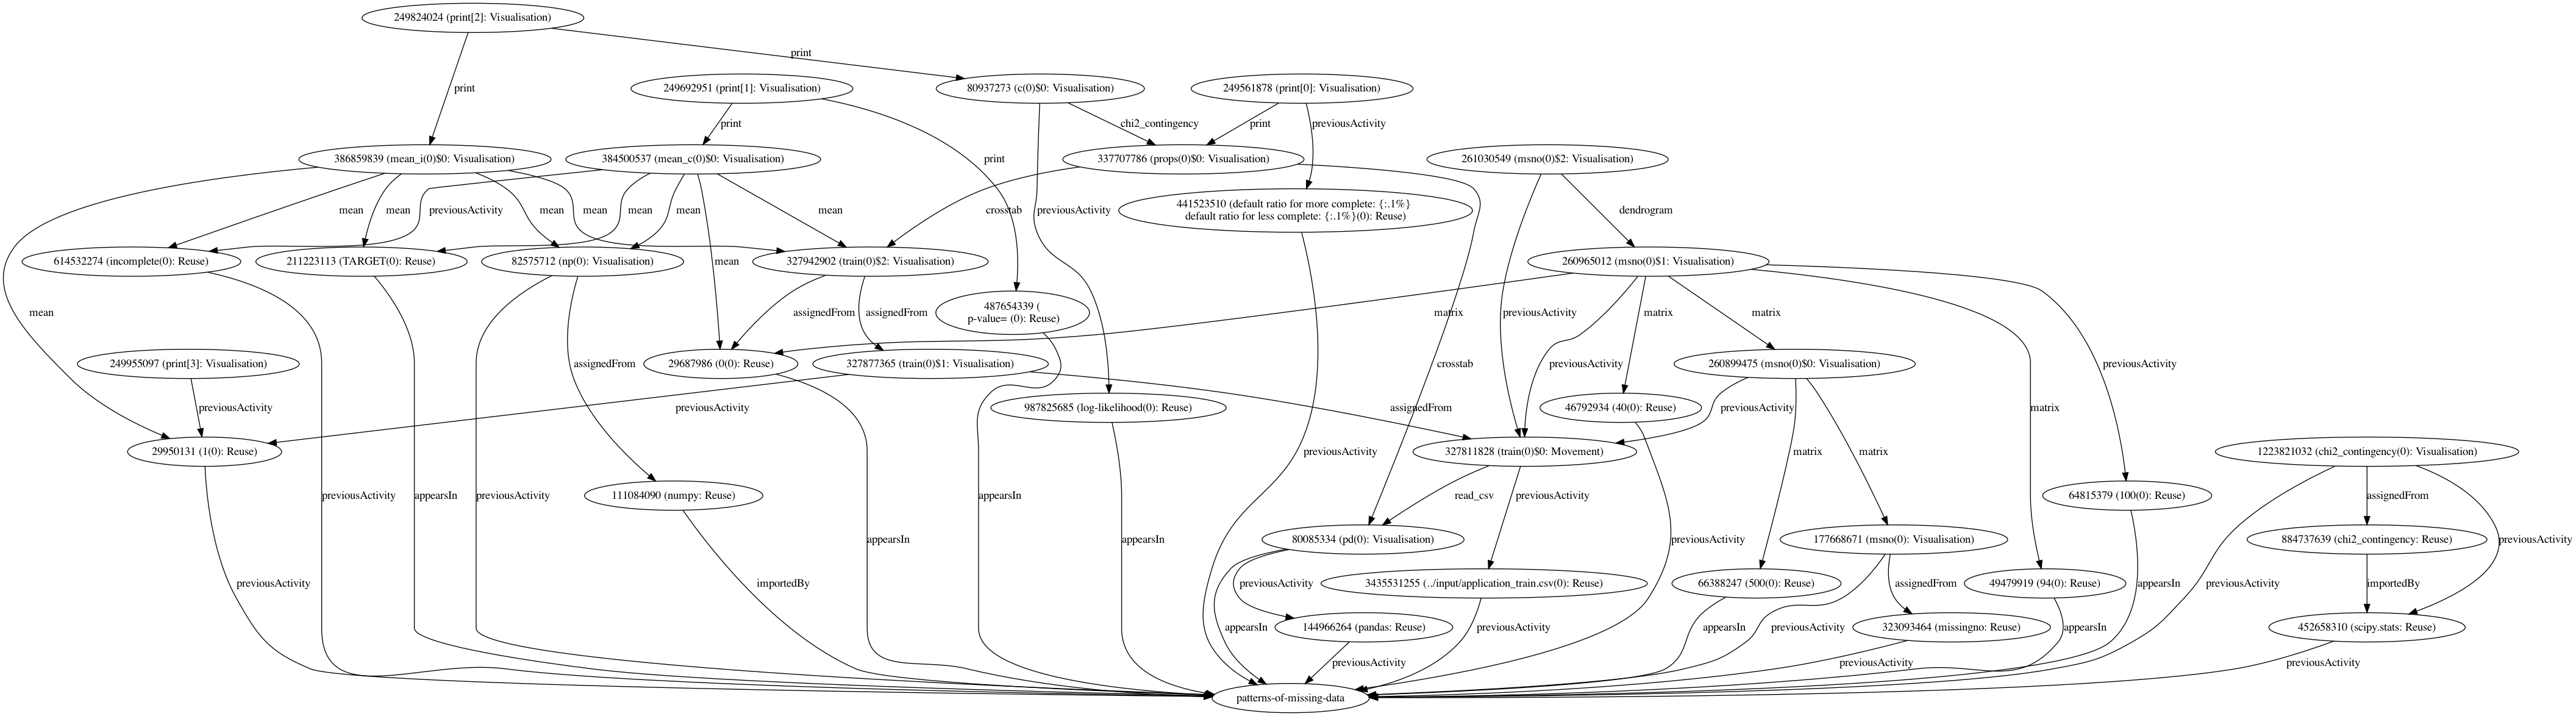 249824024 (print[2]: Visualisation)
print
249692951 (print[1]: Visualisation)
80937273 (c(0)$0: Visualisation)
249561878 (print[0]: Visualisation)
print
print
chi2_contingency
print
previousActivity
386859839 (mean_i(0)$0: Visualisation)
384500537 (mean_c(0)$0: Visualisation)
print
337707786 (props(0)$0: Visualisation)
261030549 (msno(0)$2: Visualisation)
mean
mean
previousActivity
mean
mean
mean
mean
mean
crosstab
previousActivity
441523510 (default ratio for more complete: {:.1%}
default ratio for less complete: {:.1%}(0): Reuse)
dendrogram
614532274 (incomplete(0): Reuse)
211223113 (TARGET(0): Reuse)
82575712 (np(0): Visualisation)
327942902 (train(0)$2: Visualisation)
mean
260965012 (msno(0)$1: Visualisation)
mean
assignedFrom
assignedFrom
487654339 (
p-value= (0): Reuse)
matrix
previousActivity
matrix
matrix
249955097 (print[3]: Visualisation)
assignedFrom
29687986 (0(0): Reuse)
327877365 (train(0)$1: Visualisation)
crosstab
previousActivity
260899475 (msno(0)$0: Visualisation)
previousActivity
previousActivity
previousActivity
987825685 (log-likelihood(0): Reuse)
assignedFrom
46792934 (40(0): Reuse)
previousActivity
matrix
29950131 (1(0): Reuse)
previousActivity
327811828 (train(0)$0: Movement)
matrix
matrix
1223821032 (chi2_contingency(0): Visualisation)
previousActivity
appearsIn
previousActivity
111084090 (numpy: Reuse)
appearsIn
read_csv
previousActivity
64815379 (100(0): Reuse)
assignedFrom
appearsIn
appearsIn
80085334 (pd(0): Visualisation)
previousActivity
177668671 (msno(0): Visualisation)
884737639 (chi2_contingency: Reuse)
previousActivity
previousActivity
importedBy
previousActivity
3435531255 (../input/application_train.csv(0): Reuse)
66388247 (500(0): Reuse)
assignedFrom
49479919 (94(0): Reuse)
appearsIn
previousActivity
importedBy
appearsIn
144966264 (pandas: Reuse)
previousActivity
appearsIn
previousActivity
323093464 (missingno: Reuse)
appearsIn
452658310 (scipy.stats: Reuse)
previousActivity
previousActivity
previousActivity
patterns-of-missing-data